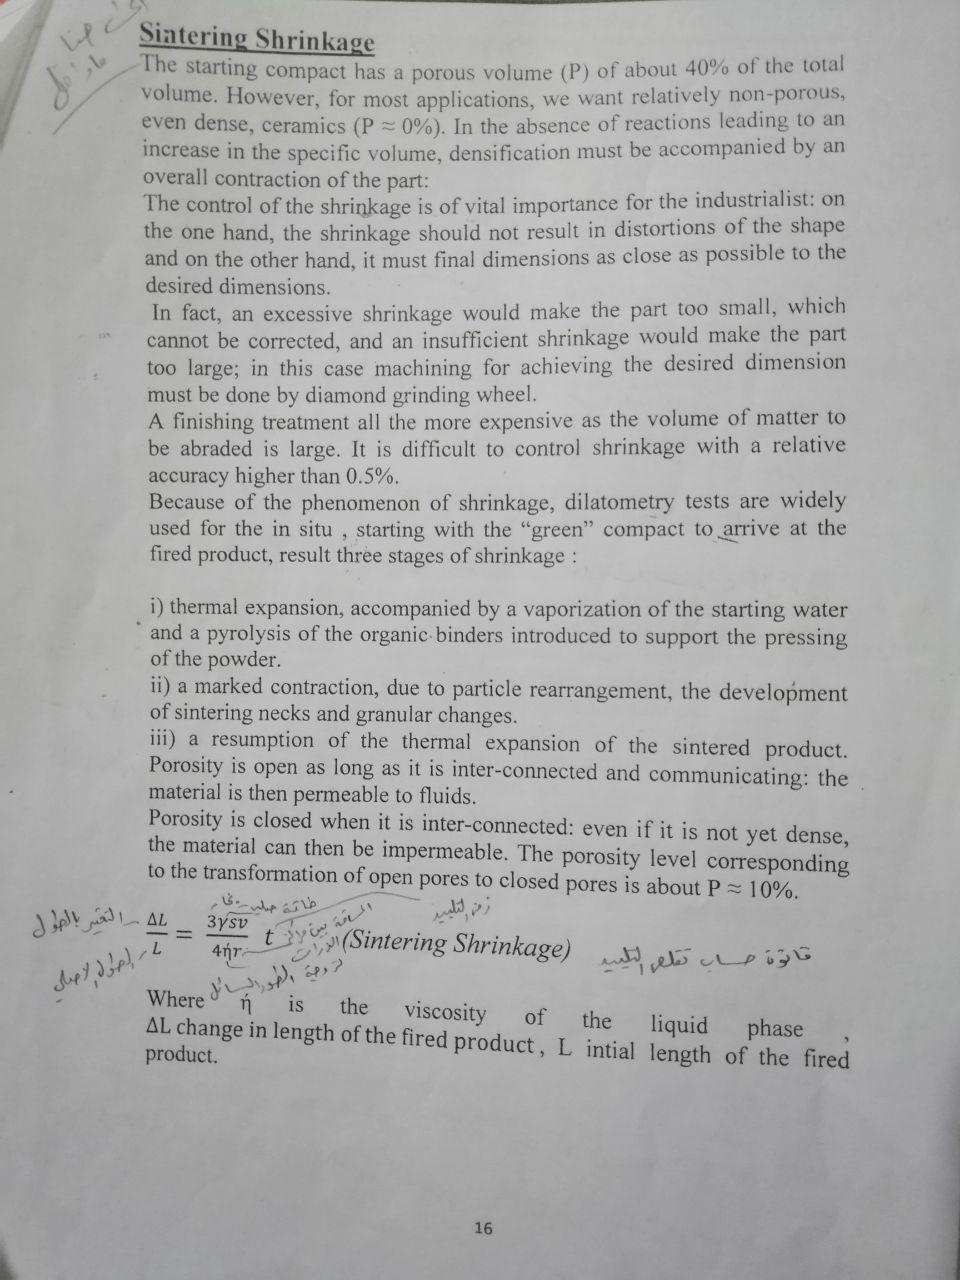 Sintering Shrinkage
The starting compact has a porous volume (P) of about 40% of the total
volume. However, for most applications, we want relatively non-porous,
even dense, ceramics (P ≈ 0%). In the absence of reactions leading to an
increase in the specific volume, densification must be accompanied by an
overall contraction of the part:
The control of the shrinkage is of vital importance for the industrialist: on
the one hand, the shrinkage should not result in distortions of the shape
and on the other hand, it must final dimensions as close as possible to the
desired dimensions.
In fact, an excessive shrinkage would make the part too small, which
cannot be corrected, and an insufficient shrinkage would make the part
too large; in this case machining for achieving the desired dimension
must be done by diamond grinding wheel.
A finishing treatment all the more expensive as the volume of matter to
be abraded is large. It is difficult to control shrinkage with a relative
accuracy higher than 0.5%.
Because of the phenomenon of shrinkage, dilatometry tests are widely
used for the in situ , starting with the “green” compact to arrive at the
fired product, result three stages of shrinkage :
i) thermal expansion, accompanied by a vaporization of the starting water
and a pyrolysis of the organic binders introduced to support the pressing
of the powder.
ii) a marked contraction, due to particle rearrangement, the development
of sintering necks and granular changes.
iii) a resumption of the thermal expansion of the sintered product.
Porosity is open as long as it is inter-connected and communicating: the
material is then permeable to fluids.
Porosity is closed when it is inter-connected: even if it is not yet dense,
the material can then be impermeable. The porosity level corresponding
to the transformation of open pores to closed pores is about P ≈ 10%.
طاقة صلب-بخار
زمن التلبيد
التغير بالطول
المسافة بين
الذرات
ΔL/L = 3γsv/4ήr t (Sintering Shrinkage)
قانون حساب تقلص التلبيد
الطول الاصلي
لزوجة الطور السائل
Where ή is the viscosity of the liquid phase ,
ΔL change in length of the fired product , L intial length of the fired
product.
16